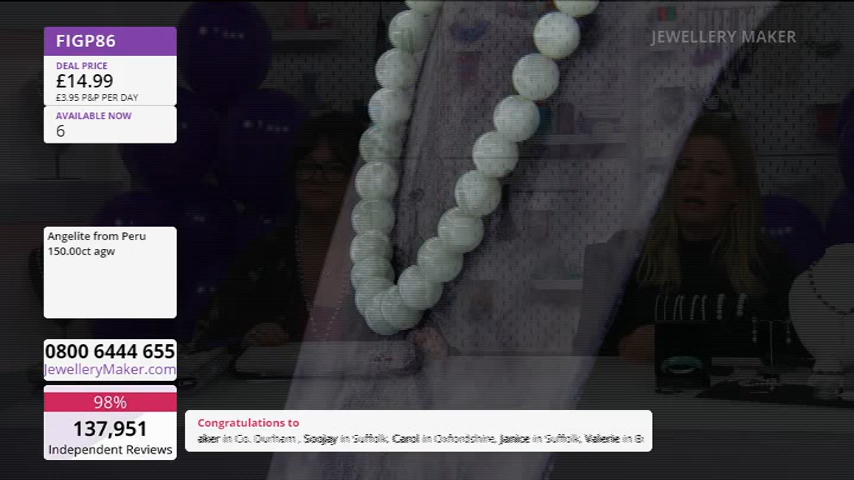 FIGP86
JEWELLERY MAKER
DEAL PRICE
£14.99
£3.95 P&P PER DAY
AVAILABLE NOW
6
Angelite from Peru
150.00ct agw
0800 6444 655
JewelleryMaker.com
98%
137,951
Independent Reviews
Congratulations to
aker in Co. Durham , Soojay in Suffolk, Carol in Oxfordshire, Janice in Suffolk, Valerie in